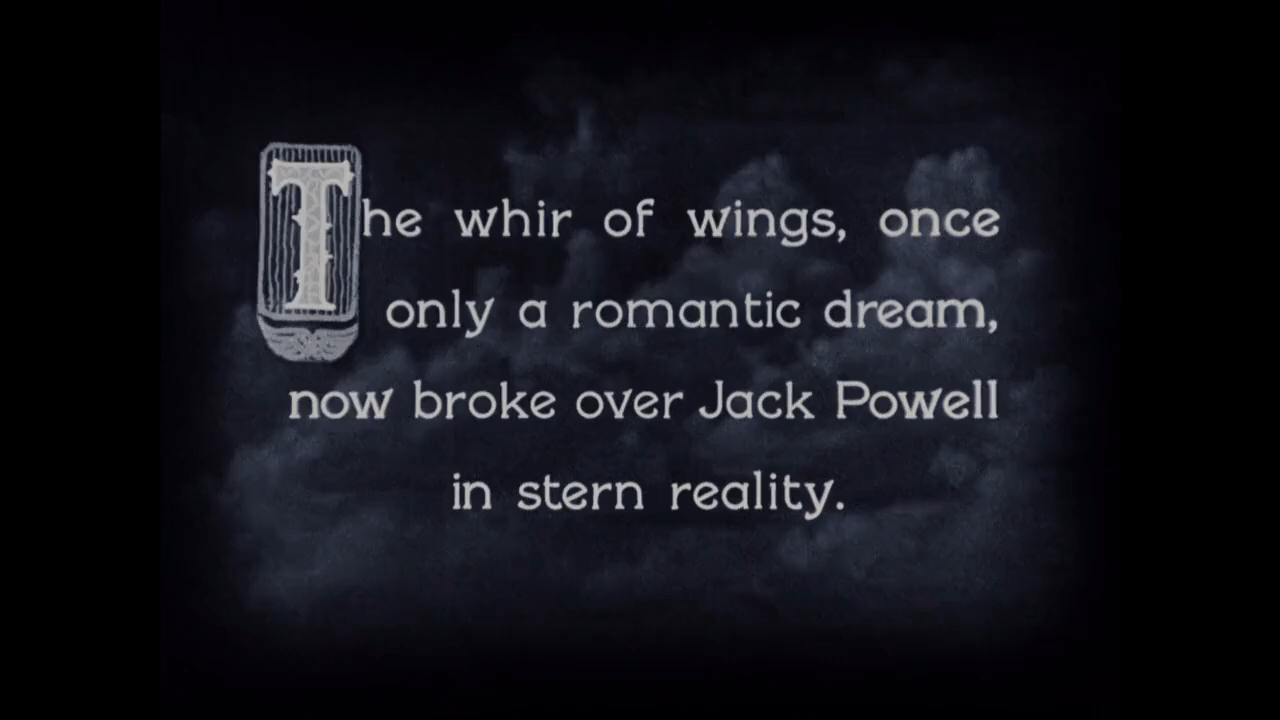 The whir of wings, once
only a romantic dream,
now broke over Jack Powell
in stern reality.